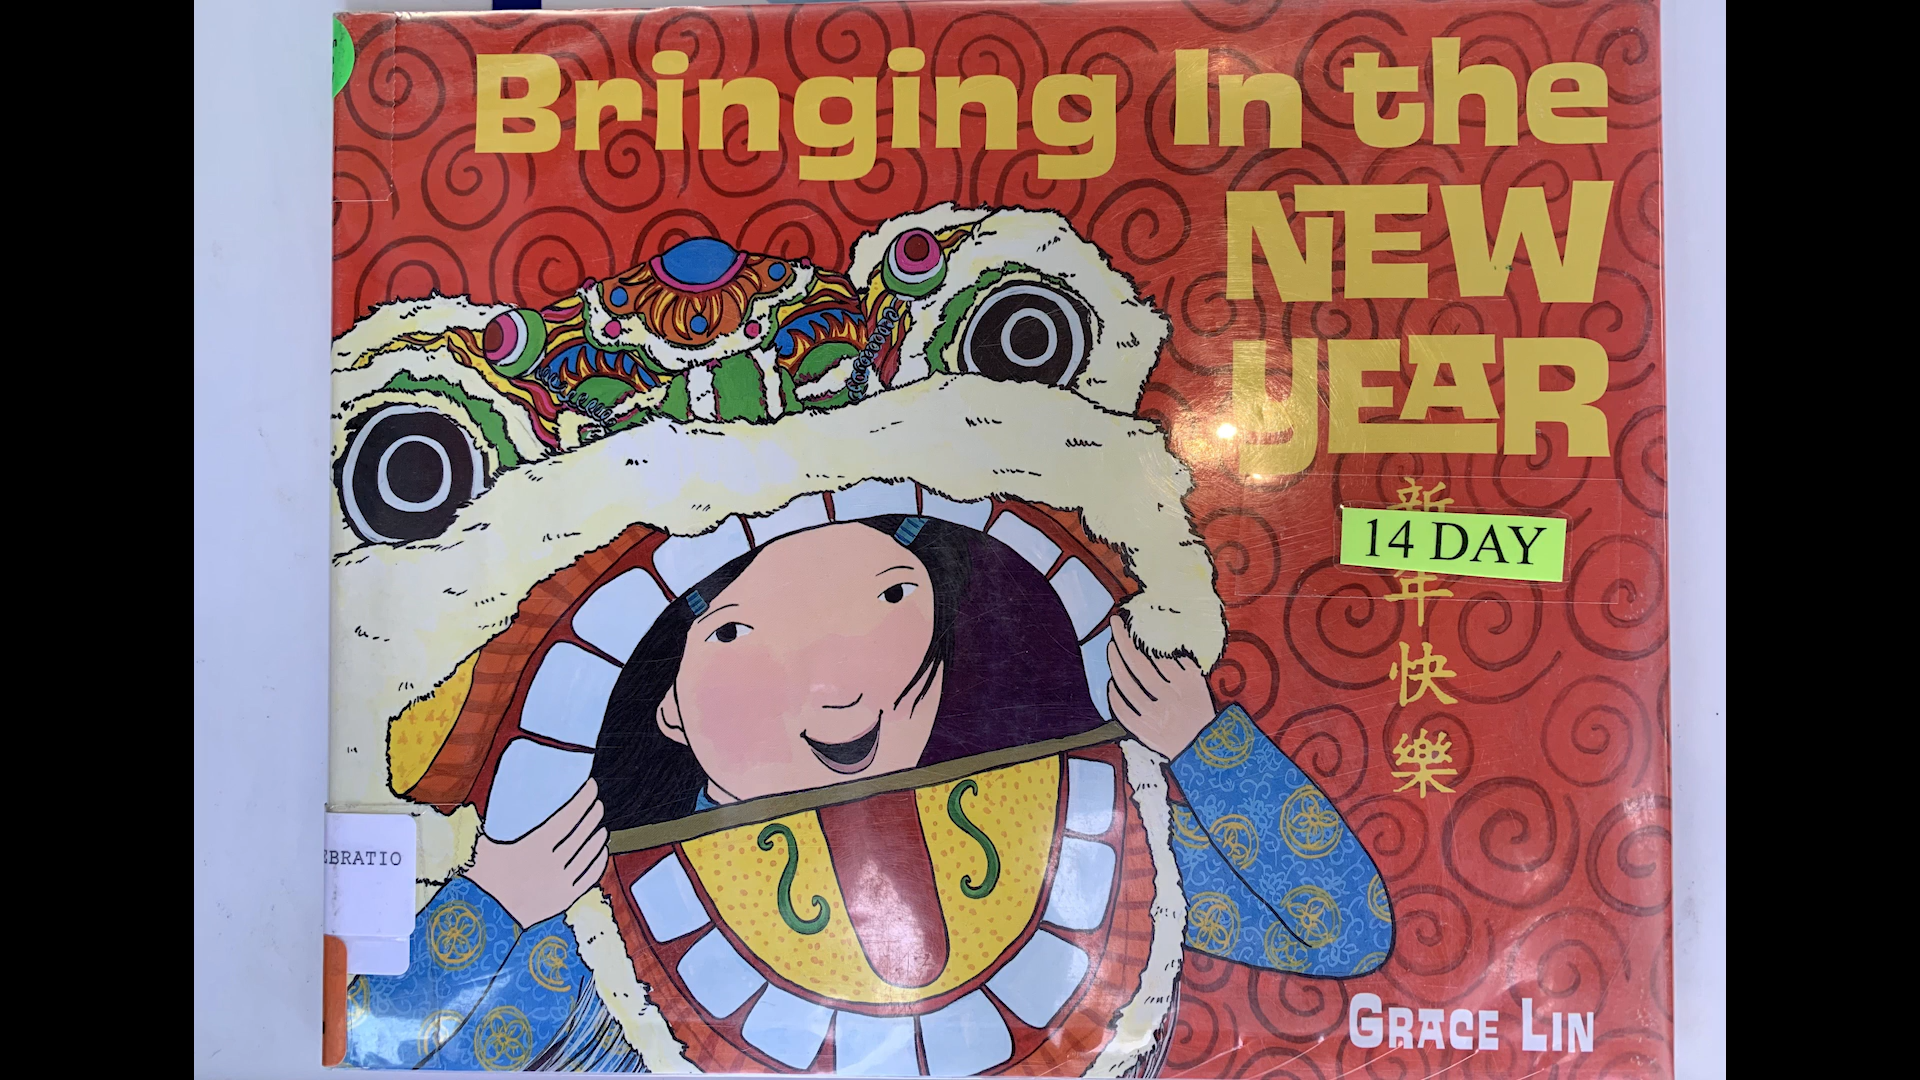 Bringing In the
NEW
YEAR
新
14 DAY
年
快
樂
EBRATIO
GRACE LIN